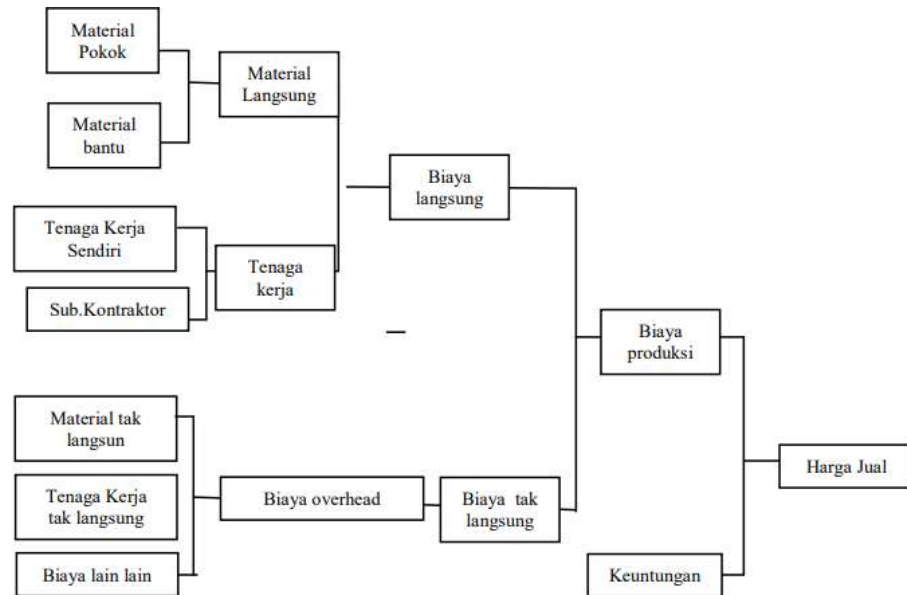 Material
Pokok
Material
bantu
Material
Langsung
Tenaga Kerja
Sendiri
Sub.Kontraktor
Tenaga
kerja
Biaya
langsung
Material tak
langsun
Tenaga Kerja
tak langsung
Biaya lain lain
Biaya overhead
Biaya tak
langsung
Biaya
produksi
Keuntungan
Harga Jual